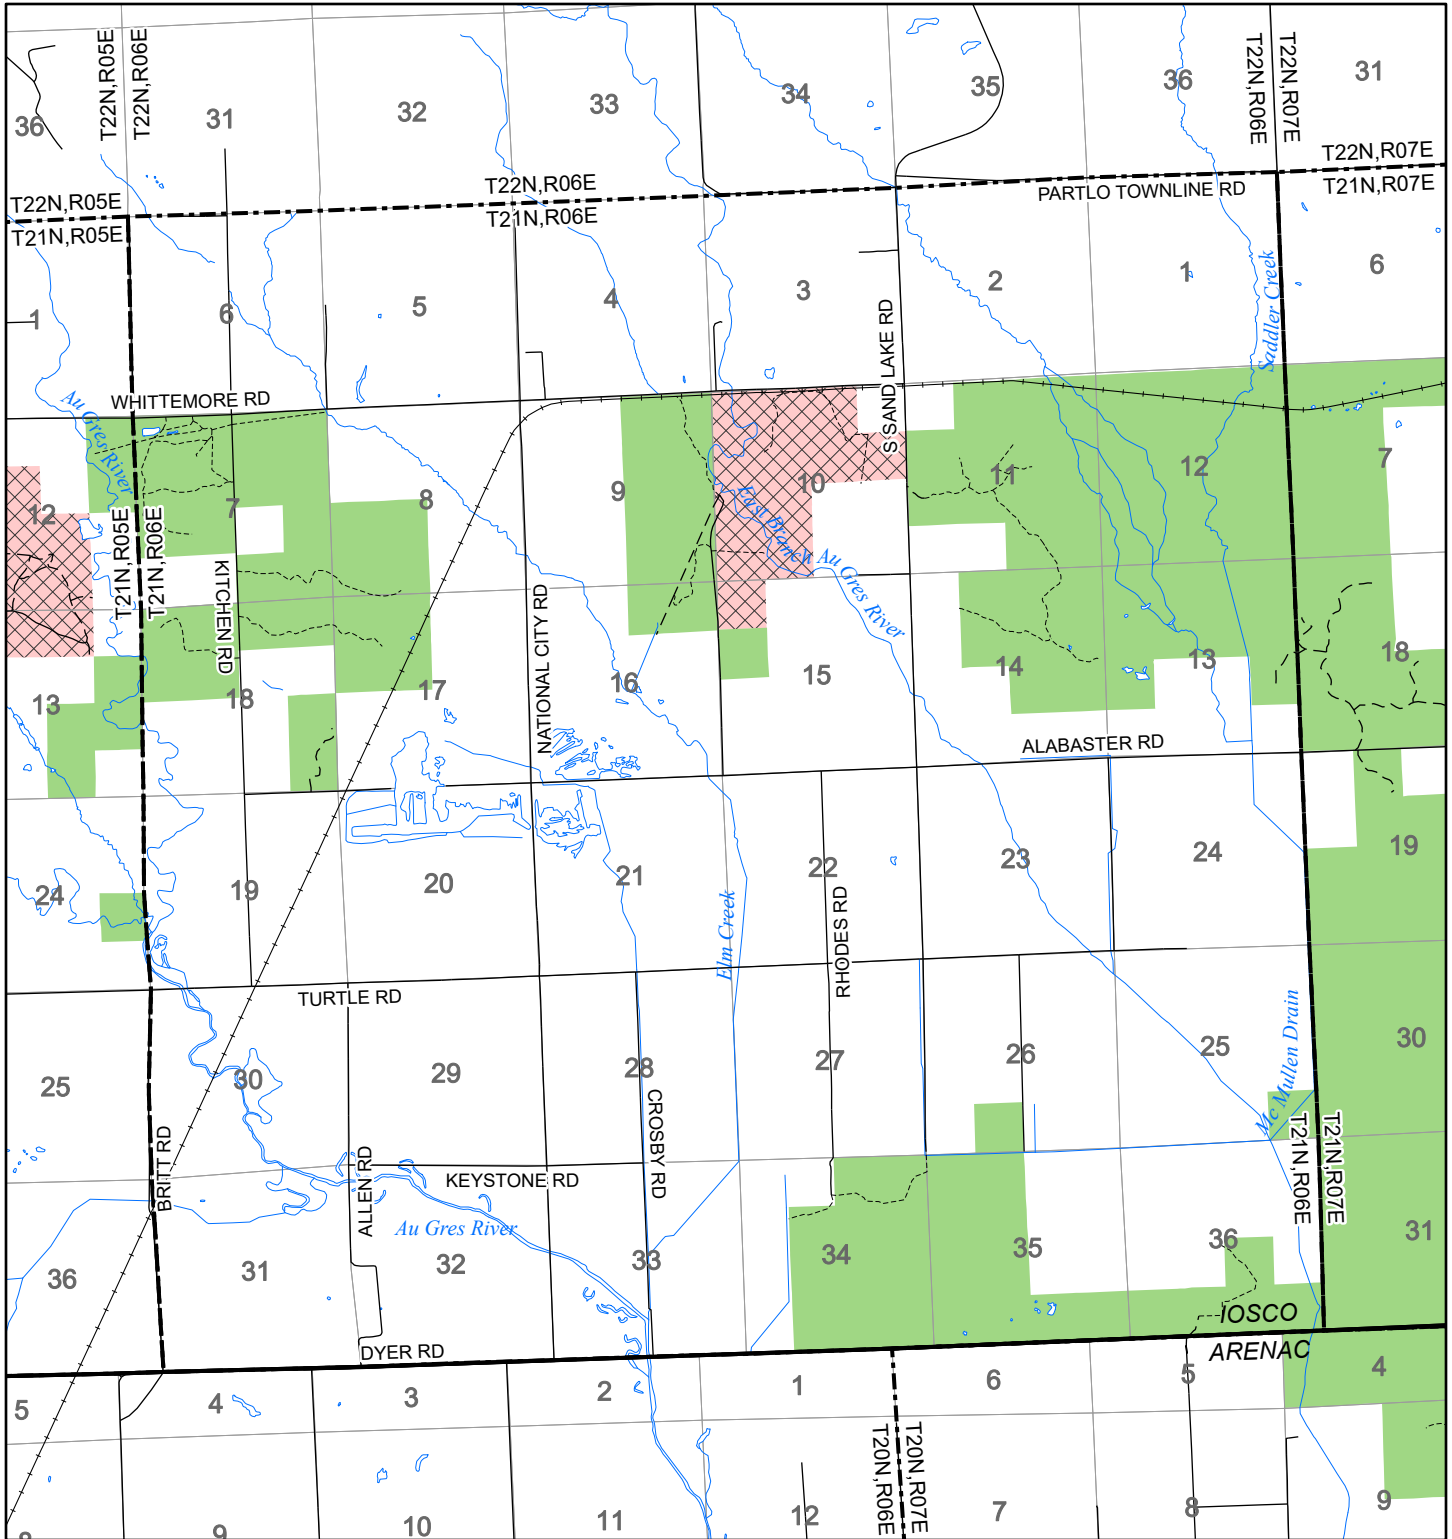 36
T22N,R05E
T22N,R06E
31
32
33
34
35
36
T22N,R06E
T22N,R07E
31
T22N,R05E
T21N,R05E
T22N,R06E
T21N,R06E
PARTLO TOWNLINE RD
T22N,R07E
T21N,R07E
1
6
5
4
3
2
1
6
S SAND LAKE RD
Saddler Creek
WHITTEMORE RD
Au Gres River
12
7
8
9
10
11
12
7
T21N,R05E
T21N,R06E
East Branch Au Gres River
KITCHEN RD
NATIONAL CITY RD
13
18
17
16
15
14
13
18
ALABASTER RD
24
19
20
21
22
23
24
19
Elm Creek
RHODES RD
TURTLE RD
25
30
29
28
27
26
25
30
Mc Mullen Drain
BRITT RD
ALLEN RD
KEYSTONE RD
CROSBY RD
T21N,R06E
T21N,R07E
Au Gres River
36
31
32
33
34
35
36
31
IOSCO
ARENAC
DYER RD
5
4
3
2
1
6
5
4
T20N,R06E
T20N,R07E
9
10
11
12
7
8
9